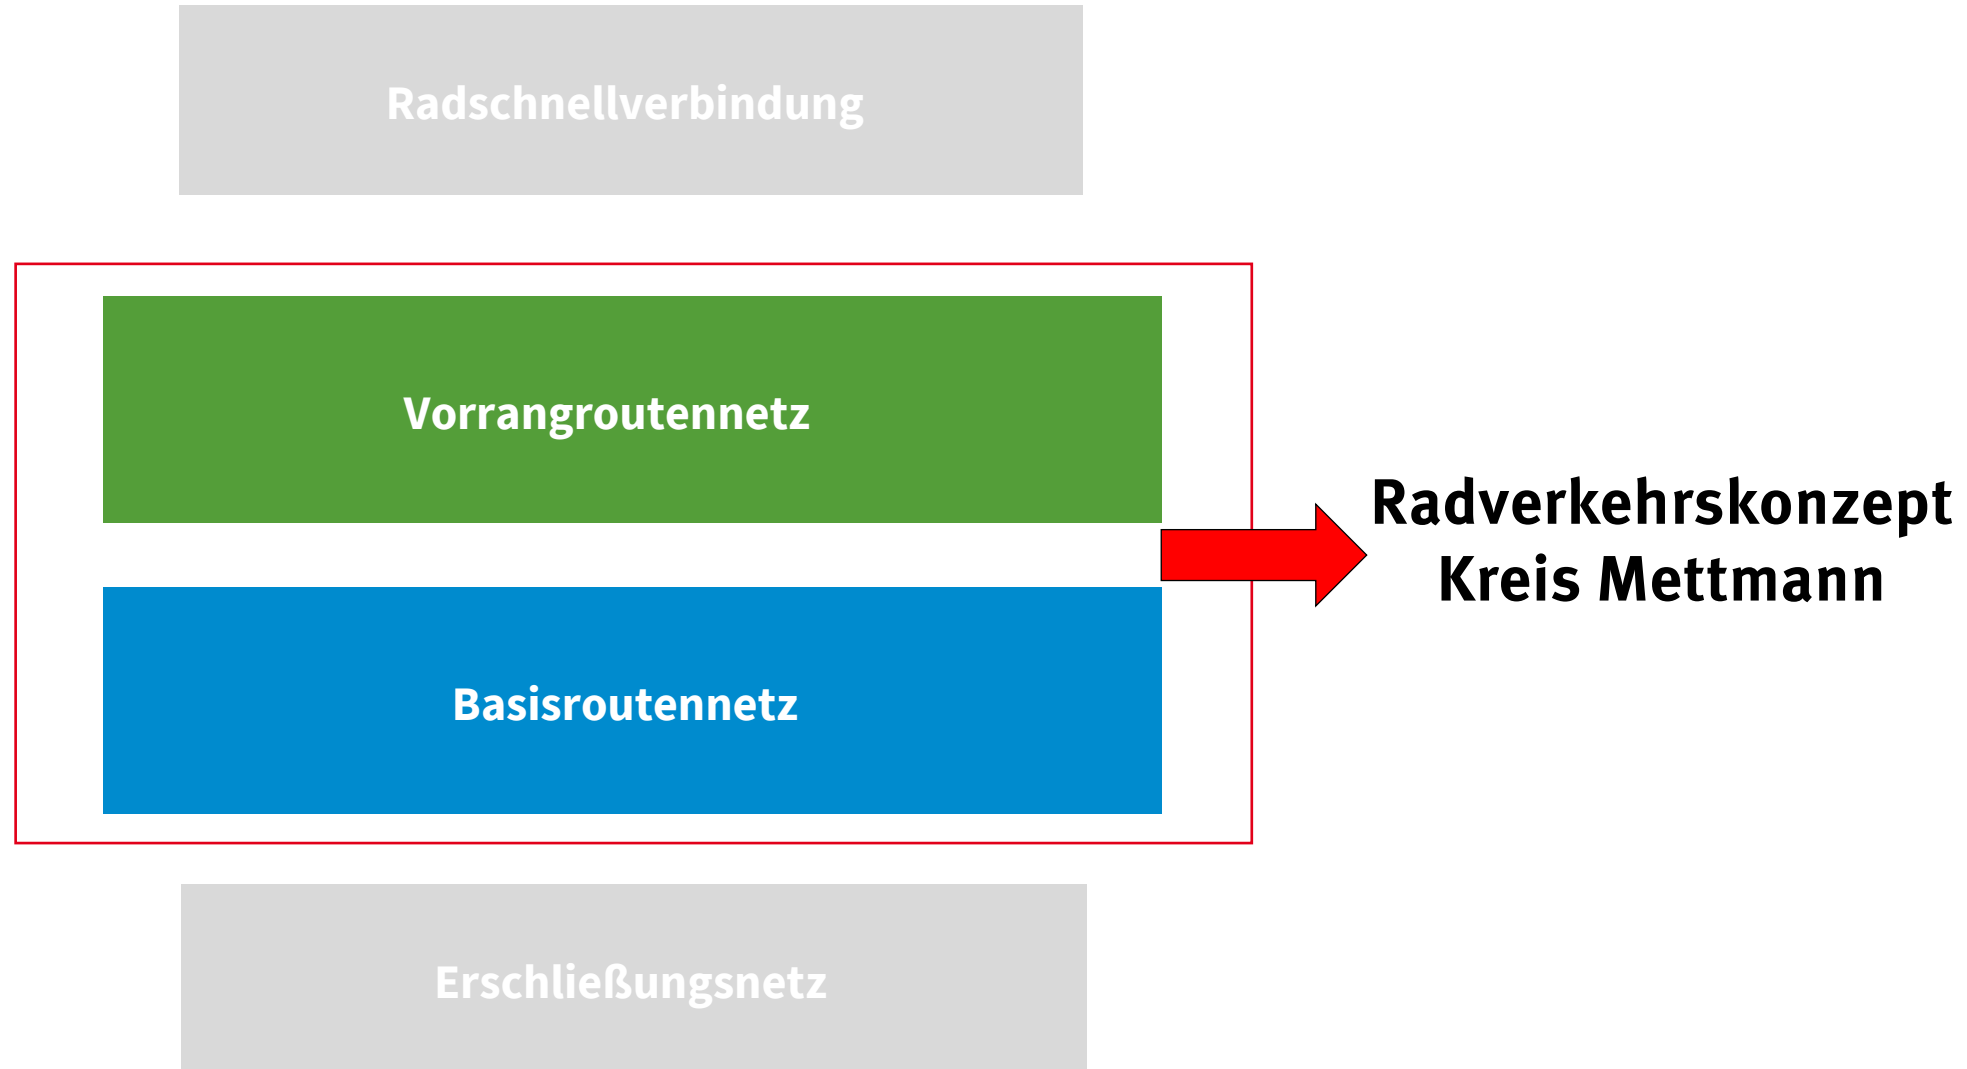 Radschnellverbindung
Vorrangroutennetz
Radverkehrskonzept
Kreis Mettmann
Basisroutennetz
Erschließungsnetz